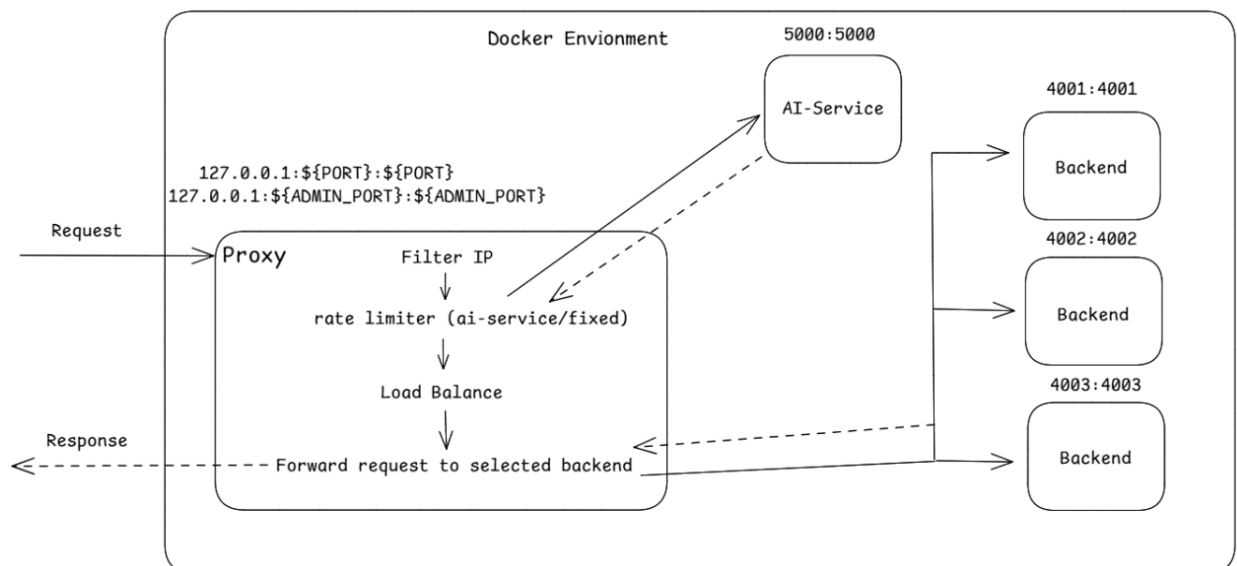 Docker Envionment
5000:5000
AI-Service
4001:4001
Backend
127.0.0.1:${PORT}:${PORT}
127.0.0.1:${ADMIN_PORT}:${ADMIN_PORT}
Request
Proxy
Filter IP
4002:4002
Backend
rate limiter (ai-service/fixed)
Load Balance
4003:4003
Response
Forward request to selected backend
Backend